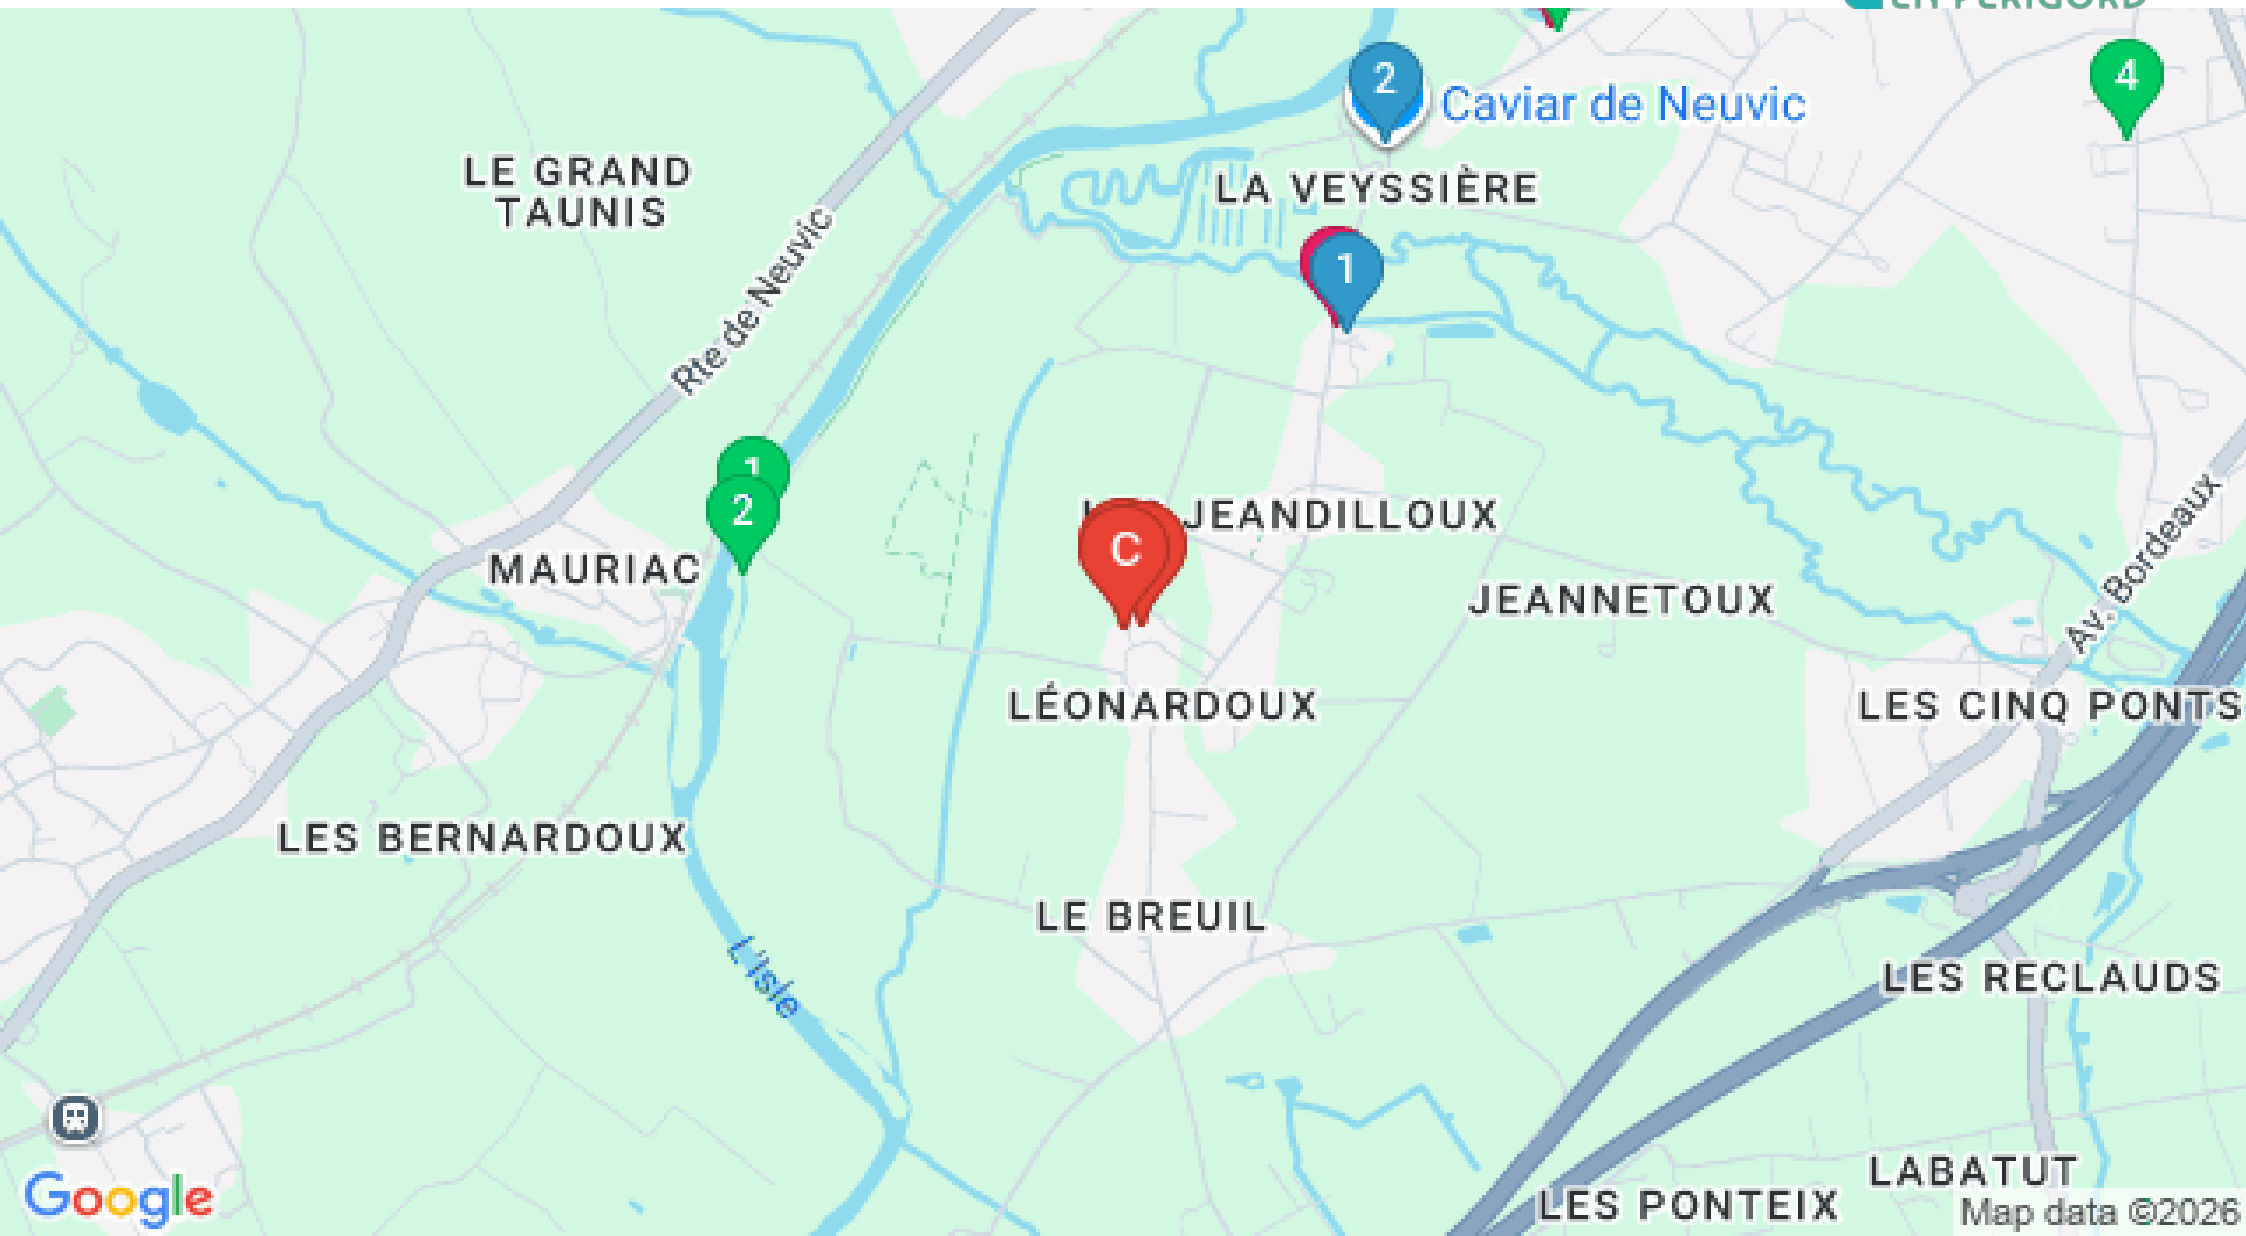 EN PÉRIGORD
4
2
Caviar de Neuvic
LE GRAND
TAUNIS
LA VEYSSIÈRE
1
Rte de Neuvic
1
2
JEANDILLOUX
C
MAURIAC
JEANNETOUX
Av. Bordeaux
LÉONARDOUX
LES CINQ PONTS
LES BERNARDOUX
LE BREUIL
L'Isle
LES RECLAUDS
LABATUT
LES PONTEIX
Google
Map data ©2026